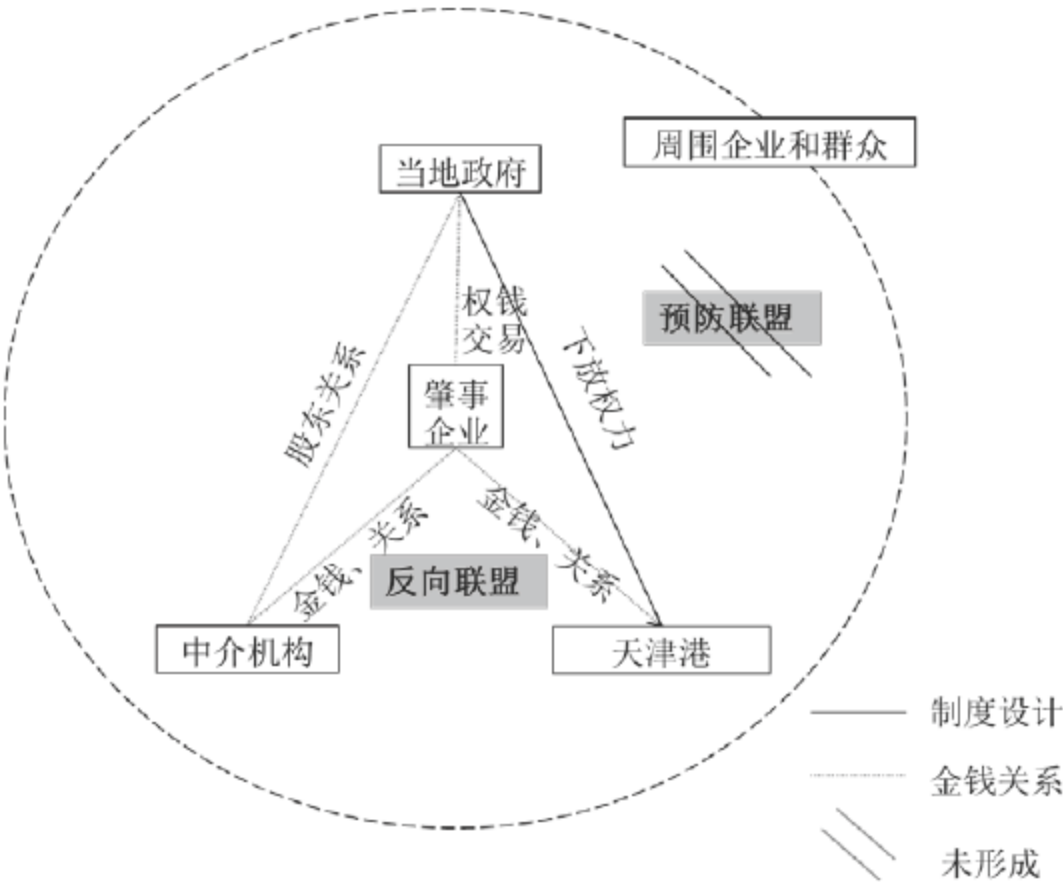 周围企业和群众
当地政府
权钱
交易
预防联盟
下放权力
股东关系
肇事
企业
金钱、关系
金钱、关系
反向联盟
中介机构
天津港
制度设计
金钱关系
未形成